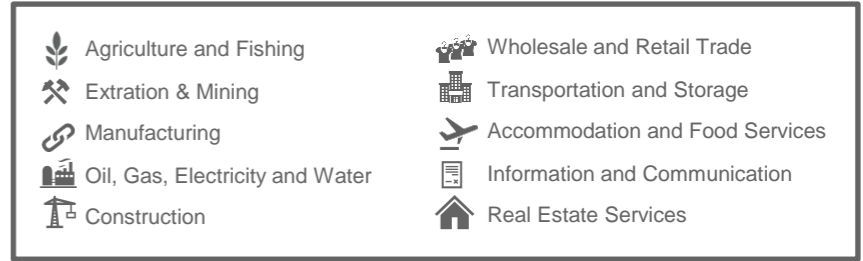 Agriculture and Fishing
Extration & Mining
Manufacturing
Oil, Gas, Electricity and Water
Construction
Wholesale and Retail Trade
Transportation and Storage
Accommodation and Food Services
Information and Communication
Real Estate Services